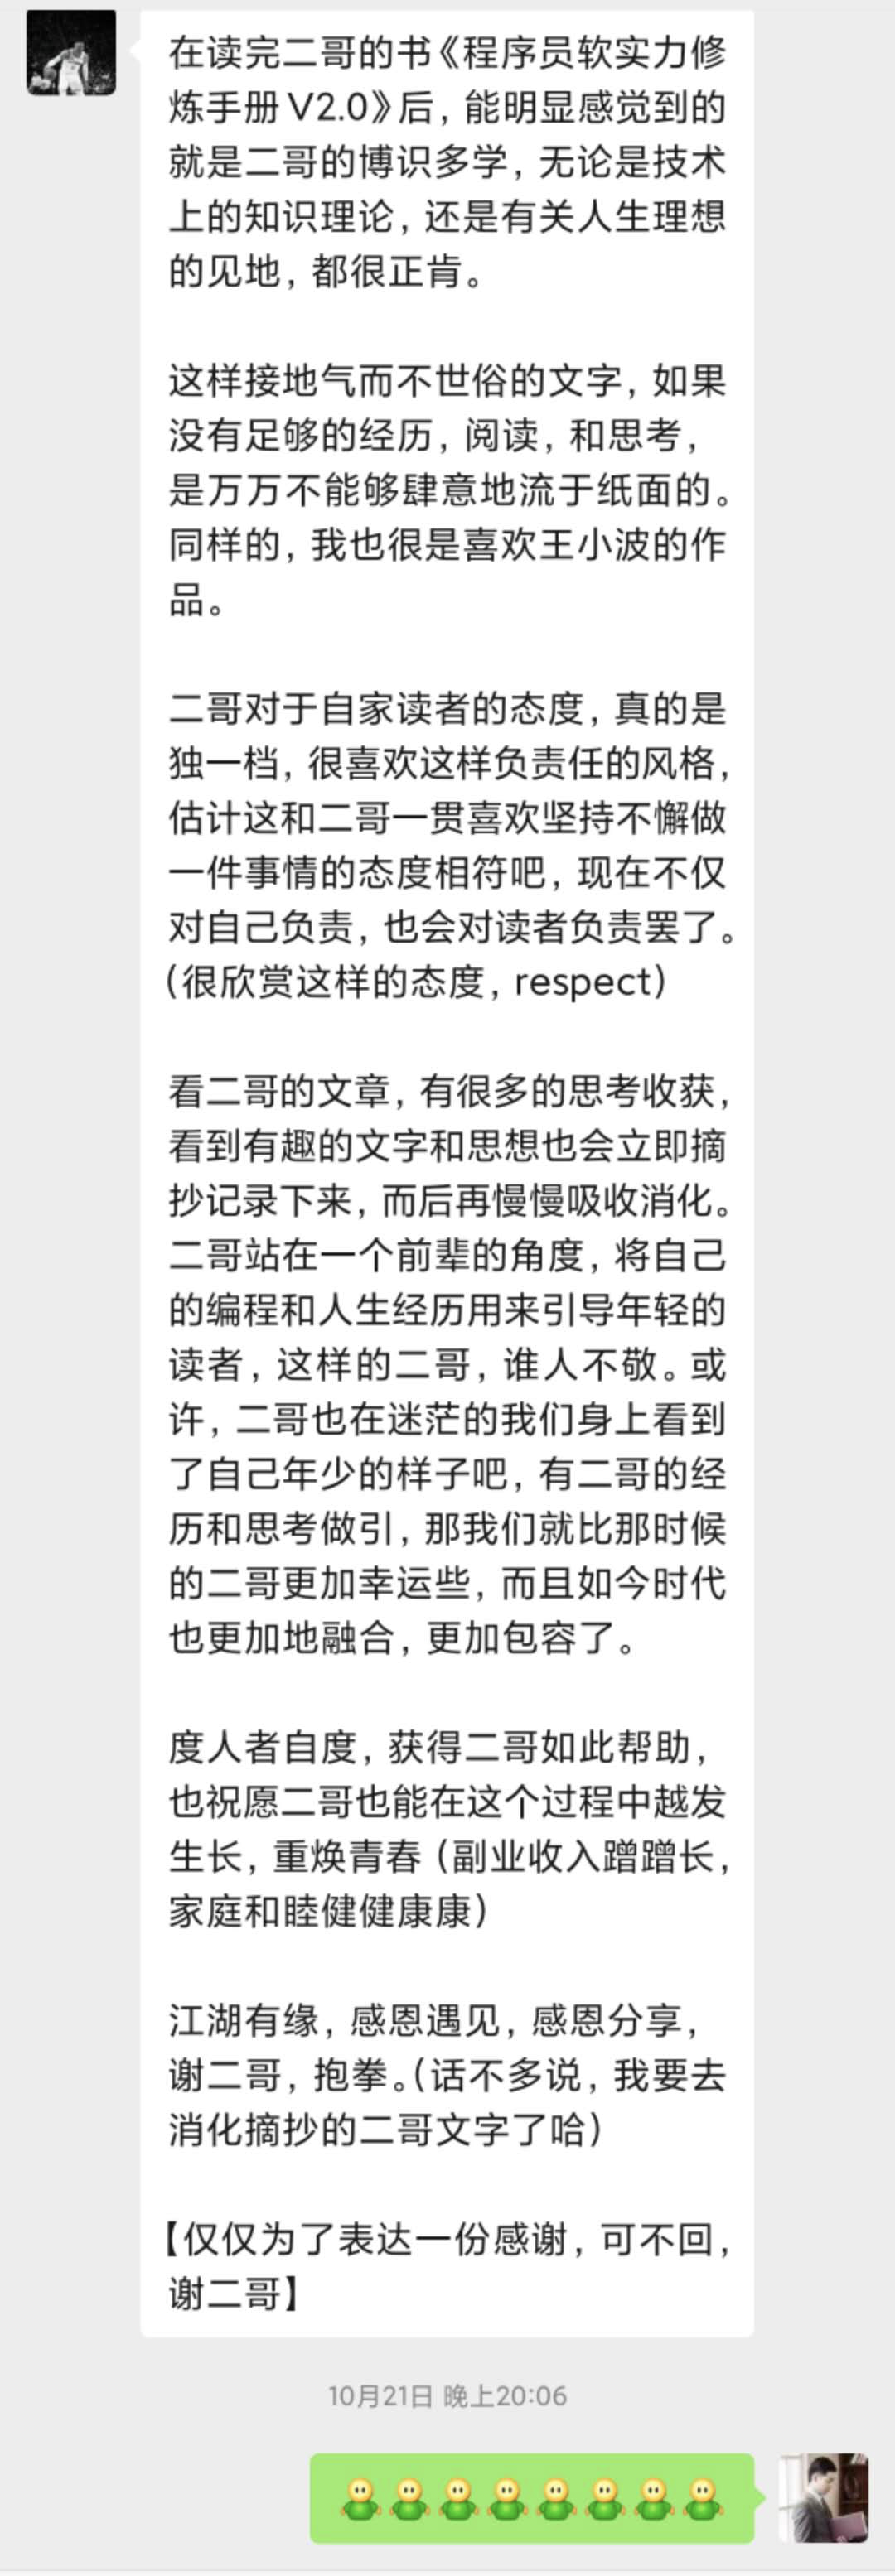 在读完二哥的书《程序员软实力修
炼手册 V2.0》后，能明显感觉到的
就是二哥的博识多学，无论是技术
上的知识理论，还是有关人生理想
的见地，都很正肯。
这样接地气而不世俗的文字，如果
没有足够的经历，阅读，和思考，
是万万不能够肆意地流于纸面的。
同样的，我也很是喜欢王小波的作
品。
二哥对于自家读者的态度，真的是
独一档，很喜欢这样负责任的风格，
估计这和二哥一贯喜欢坚持不懈做
一件事情的态度相符吧，现在不仅
对自己负责，也会对读者负责罢了。
（很欣赏这样的态度，respect）
看二哥的文章，有很多的思考收获，
看到有趣的文字和思想也会立即摘
抄记录下来，而后再慢慢吸收消化。
二哥站在一个前辈的角度，将自己
的编程和人生经历用来引导年轻的
读者，这样的二哥，谁人不敬。或
许，二哥也在迷茫的我们身上看到
了自己年少的样子吧，有二哥的经
历和思考做引，那我们就比那时候
的二哥更加幸运些，而且如今时代
也更加地融合，更加包容了。
度人者自度，获得二哥如此帮助，
也祝愿二哥也能在这个过程中越发
生长，重焕青春（副业收入蹭蹭长，
家庭和睦健健康康）
江湖有缘，感恩遇见，感恩分享，
谢二哥，抱拳。（话不多说，我要去
消化摘抄的二哥文字了哈）
【仅仅为了表达一份感谢，可不回，
谢二哥】
10月21日 晚上20:06